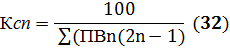 Ксп = 100 / ∑(ПВn(2n − 1) (32)